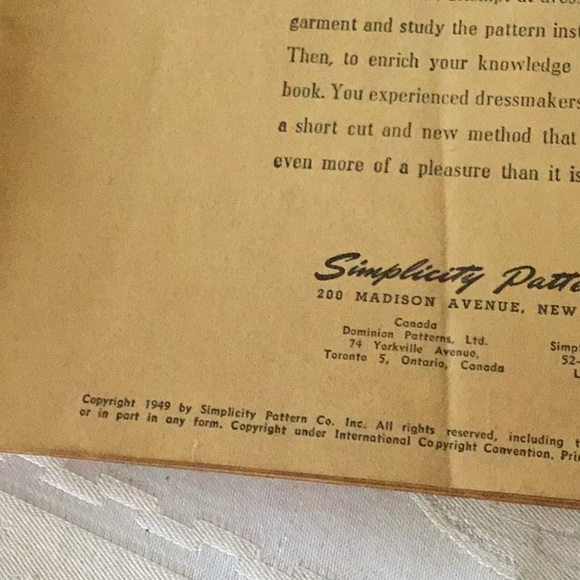 garment and study the pattern
Then, to enrich your knowledge
book. You experienced dressmakers
a short cut and new method that
even more of a pleasure than it is
Simplicity
200 MADISON AVENUE, NEW
Canada
Dominion Patterns, Ltd.
74 Yorkville Avenue,
Toronto 5, Ontario, Canada
52-
Copyright 1949 by Simplicity Pattern Co. Inc. All rights reserved, including
or in part in any form. Copyright under International Copyright Convention.